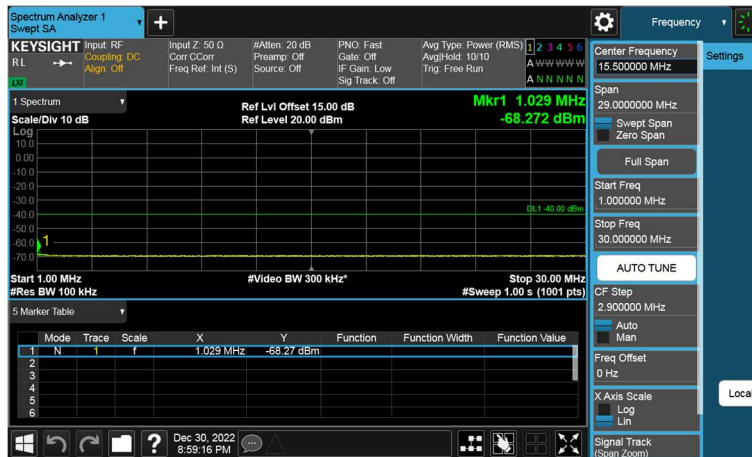 Spectrum Analyzer 1
Swept SA
Frequency
KEYSIGHT
RL
LXI
Input: RF
Coupling: DC
Align: Off
Input Z: 50 Ω
Corr CCorr
Freq Ref: Int (S)
#Atten: 20 dB
Preamp: Off
Source: Off
PNO: Fast
Gate: Off
IF Gain: Low
Sig Track: Off
Avg Type: Power (RMS)
Avg|Hold: 10/10
Trig: Free Run
1 2 3 4 5 6
A W W W W W
A N N N N N
Settings
1 Spectrum
Scale/Div 10 dB
Ref Lvl Offset 15.00 dB
Ref Level 20.00 dBm
Mkr1 1.029 MHz
-68.272 dBm
Log
10.0
0.00
-10.0
-20.0
-30.0
-40.0
-50.0
-60.0
-70.0
DL1 -40.00 dBm
1
Start 1.00 MHz
#Res BW 100 kHz
#Video BW 300 kHz*
Stop 30.00 MHz
#Sweep 1.00 s (1001 pts)
5 Marker Table
Mode Trace Scale X Y Function Function Width Function Value
1 N 1 f 1.029 MHz -68.27 dBm
2
3
4
5
6
Dec 30, 2022
8:59:16 PM
?
Center Frequency
15.500000 MHz
Span
29.0000000 MHz
Swept Span
Zero Span
Full Span
Start Freq
1.000000 MHz
Stop Freq
30.000000 MHz
AUTO TUNE
CF Step
2.900000 MHz
Auto
Man
Freq Offset
0 Hz
X Axis Scale
Log
Lin
Signal Track
(Span Zoom)
Local